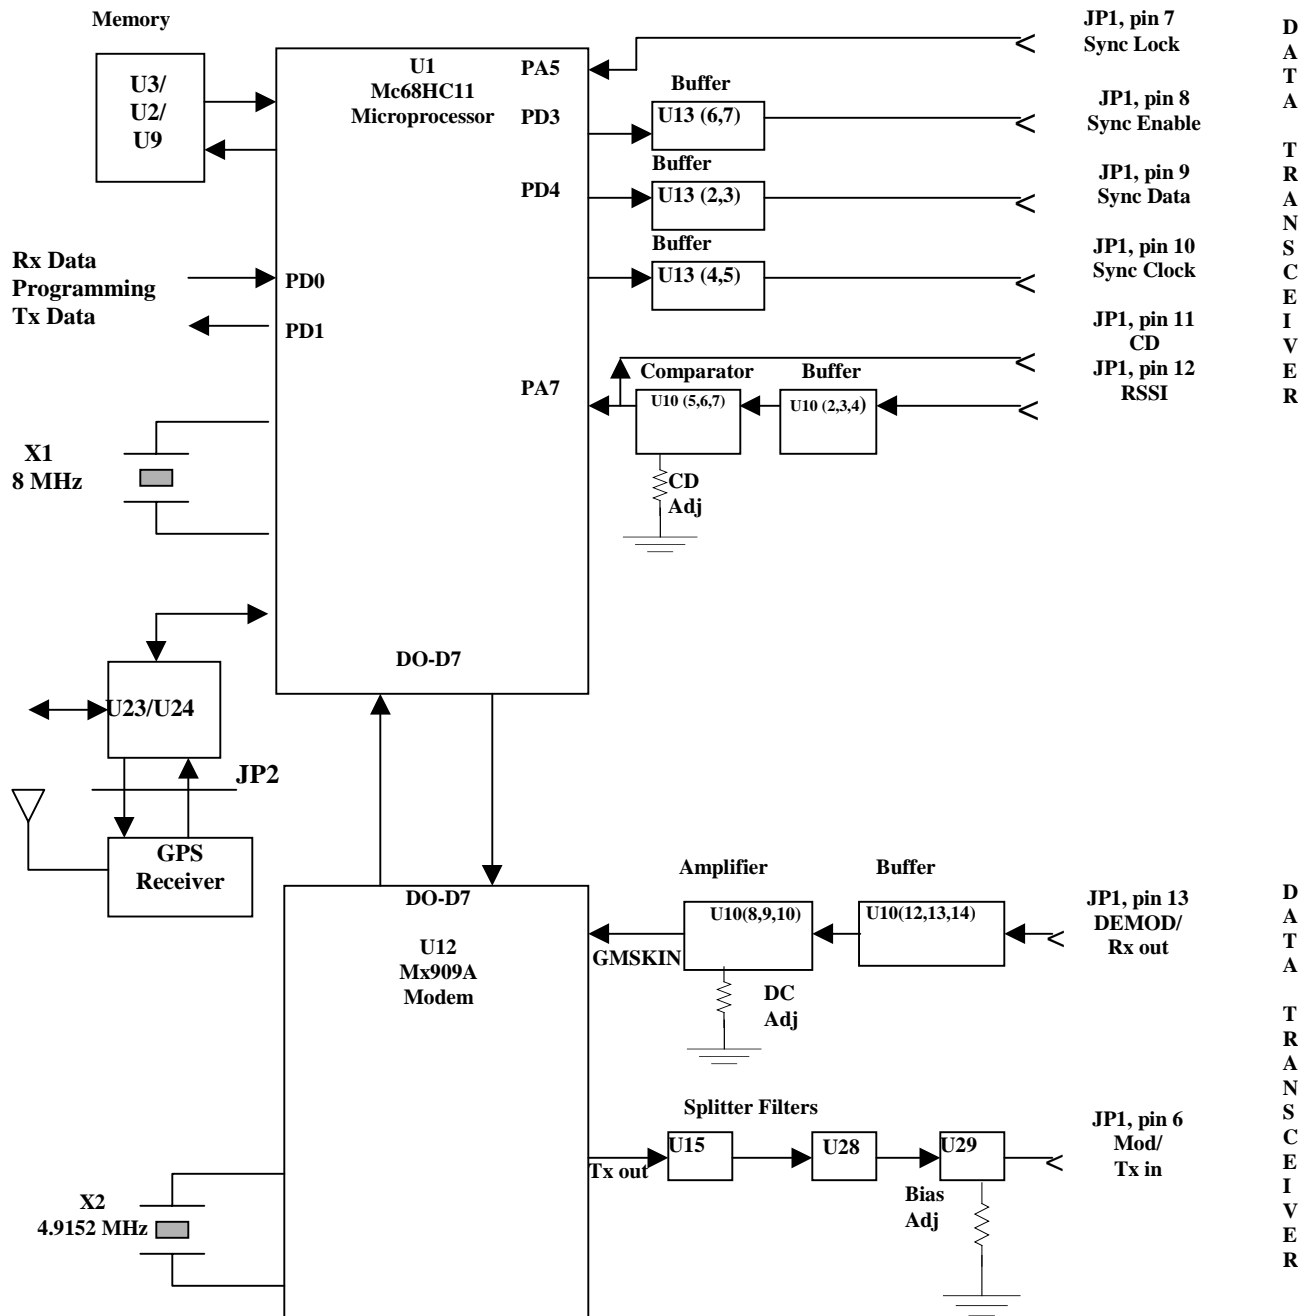 Memory
U3/
U2/
U9
U1
Mc68HC11
Microprocessor
PA5
PD3
PD4
PD0
PD1
PA7
DO-D7
Rx Data
Programming
Tx Data
X1
8 MHz
Buffer
U13 (6,7)
Buffer
U13 (2,3)
Buffer
U13 (4,5)
Comparator
U10 (5,6,7)
Buffer
U10 (2,3,4)
CD
Adj
JP1, pin 7
Sync Lock
JP1, pin 8
Sync Enable
JP1, pin 9
Sync Data
JP1, pin 10
Sync Clock
JP1, pin 11
CD
JP1, pin 12
RSSI
DATA TRANSCEIVER
U23/U24
JP2
GPS
Receiver
DO-D7
U12
Mx909A
Modem
GMSKIN
Amplifier
U10(8,9,10)
Buffer
U10(12,13,14)
DC
Adj
JP1, pin 13
DEMOD/
Rx out
Splitter Filters
Tx out
U15
U28
U29
Bias
Adj
JP1, pin 6
Mod/
Tx in
X2
4.9152 MHz
DATA TRANSCEIVER